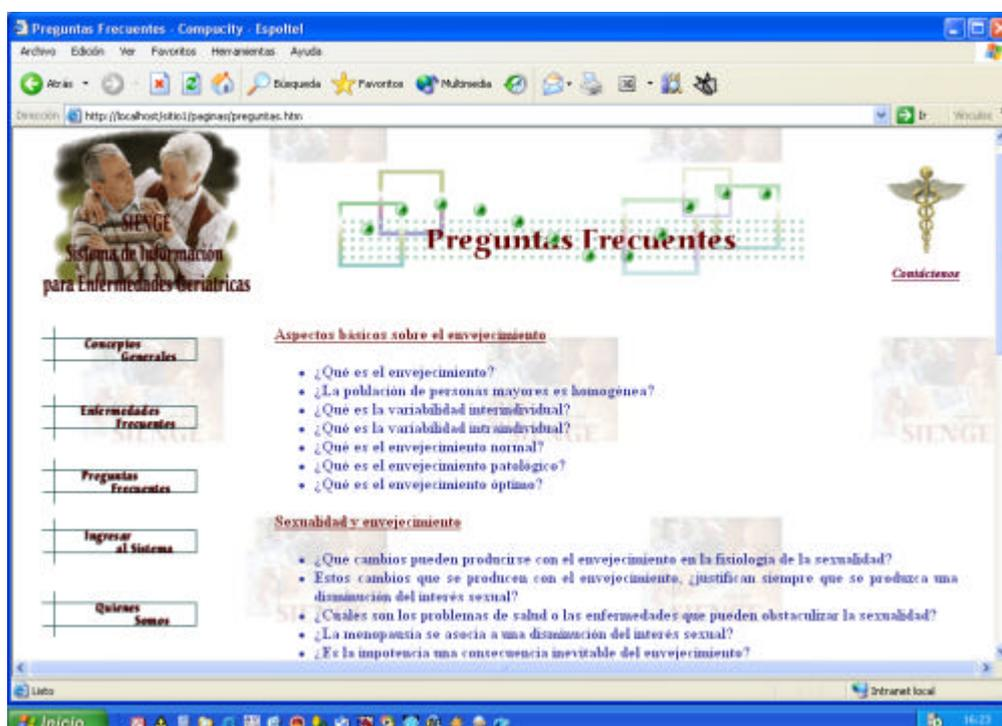 Preguntas Frecuentes - Compucity - Espoltel
Archivo Edición Ver Favoritos Herramientas Ayuda
Atrás Búsqueda Favoritos Multimedia
Dirección http://localhost/sitio1/paginas/preguntas.htm Ir Vínculos
SIENGE
Sistema de Información
para Enfermedades Geriátricas
Preguntas Frecuentes
Contáctenos
Conceptos
Generales
Enfermedades
Frecuentes
Preguntas
Frecuentes
Ingresar
al Sistema
Quienes
Somos
Aspectos básicos sobre el envejecimiento
¿Qué es el envejecimiento?
¿La población de personas mayores es homogénea?
¿Qué es la variabilidad interindividual?
¿Qué es la variabilidad intraindividual?
¿Qué es el envejecimiento normal?
¿Qué es el envejecimiento patológico?
¿Qué es el envejecimiento óptimo?
Sexualidad y envejecimiento
¿Qué cambios pueden producirse con el envejecimiento en la fisiología de la sexualidad?
Estos cambios que se producen con el envejecimiento, ¿justifican siempre que se produzca una
disminución del interés sexual?
¿Cuáles son los problemas de salud o las enfermedades que pueden obstaculizar la sexualidad?
¿La menopausia se asocia a una disminución del interés sexual?
¿Es la impotencia una consecuencia inevitable del envejecimiento?
SIENGE
SIENGE
Listo
Intranet local
Inicio